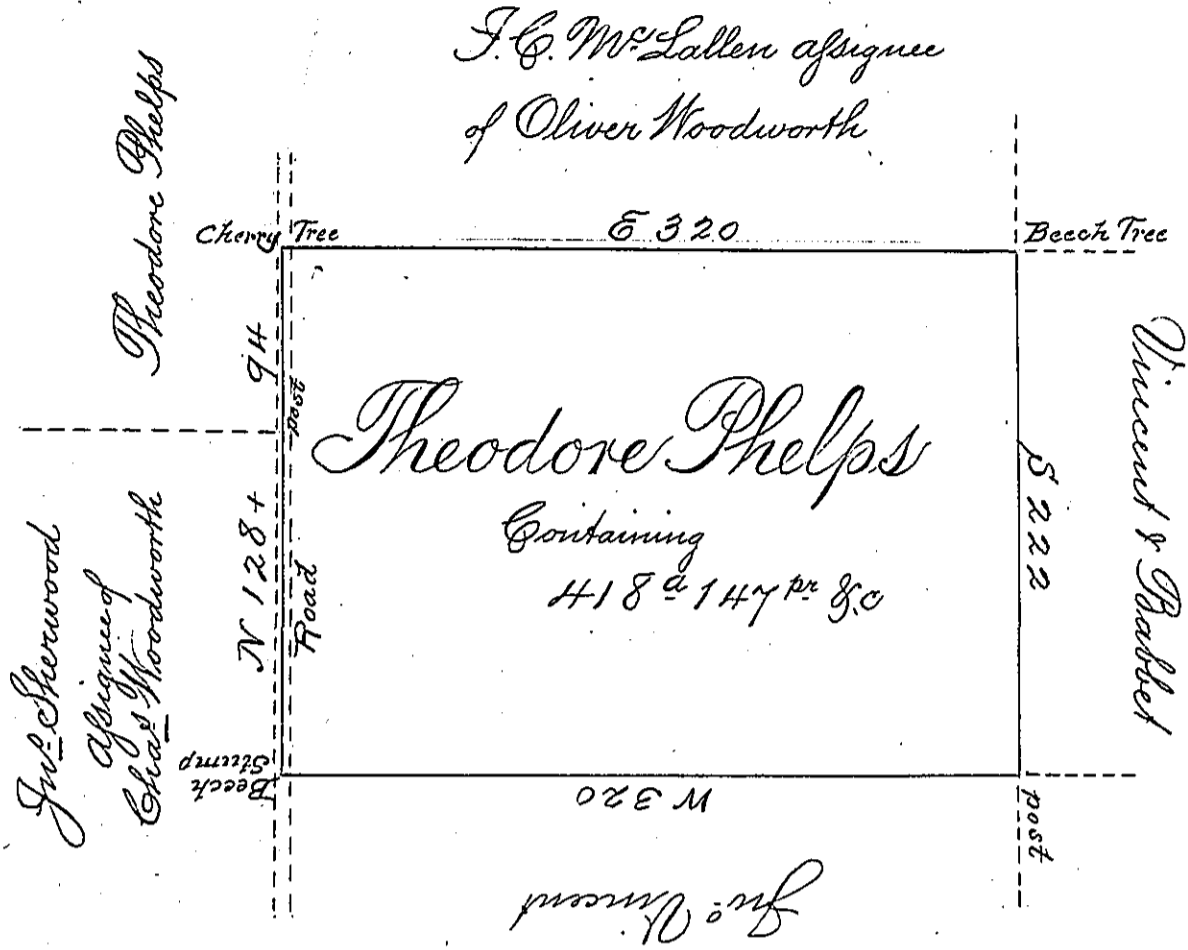 F. C. McLallen assignee
of Oliver Woodworth
Theodore Phelps
Cherry Tree
E 320
Beech Tree
94
post
Theodore Phelps
Containing
418a 147pr &c
S 222
Vincent & Babbet
N 128+
Road
Jno Sherwood
assignee of
Chas Woodworth
Beech
Stump
W 320
post
Jno Vincent